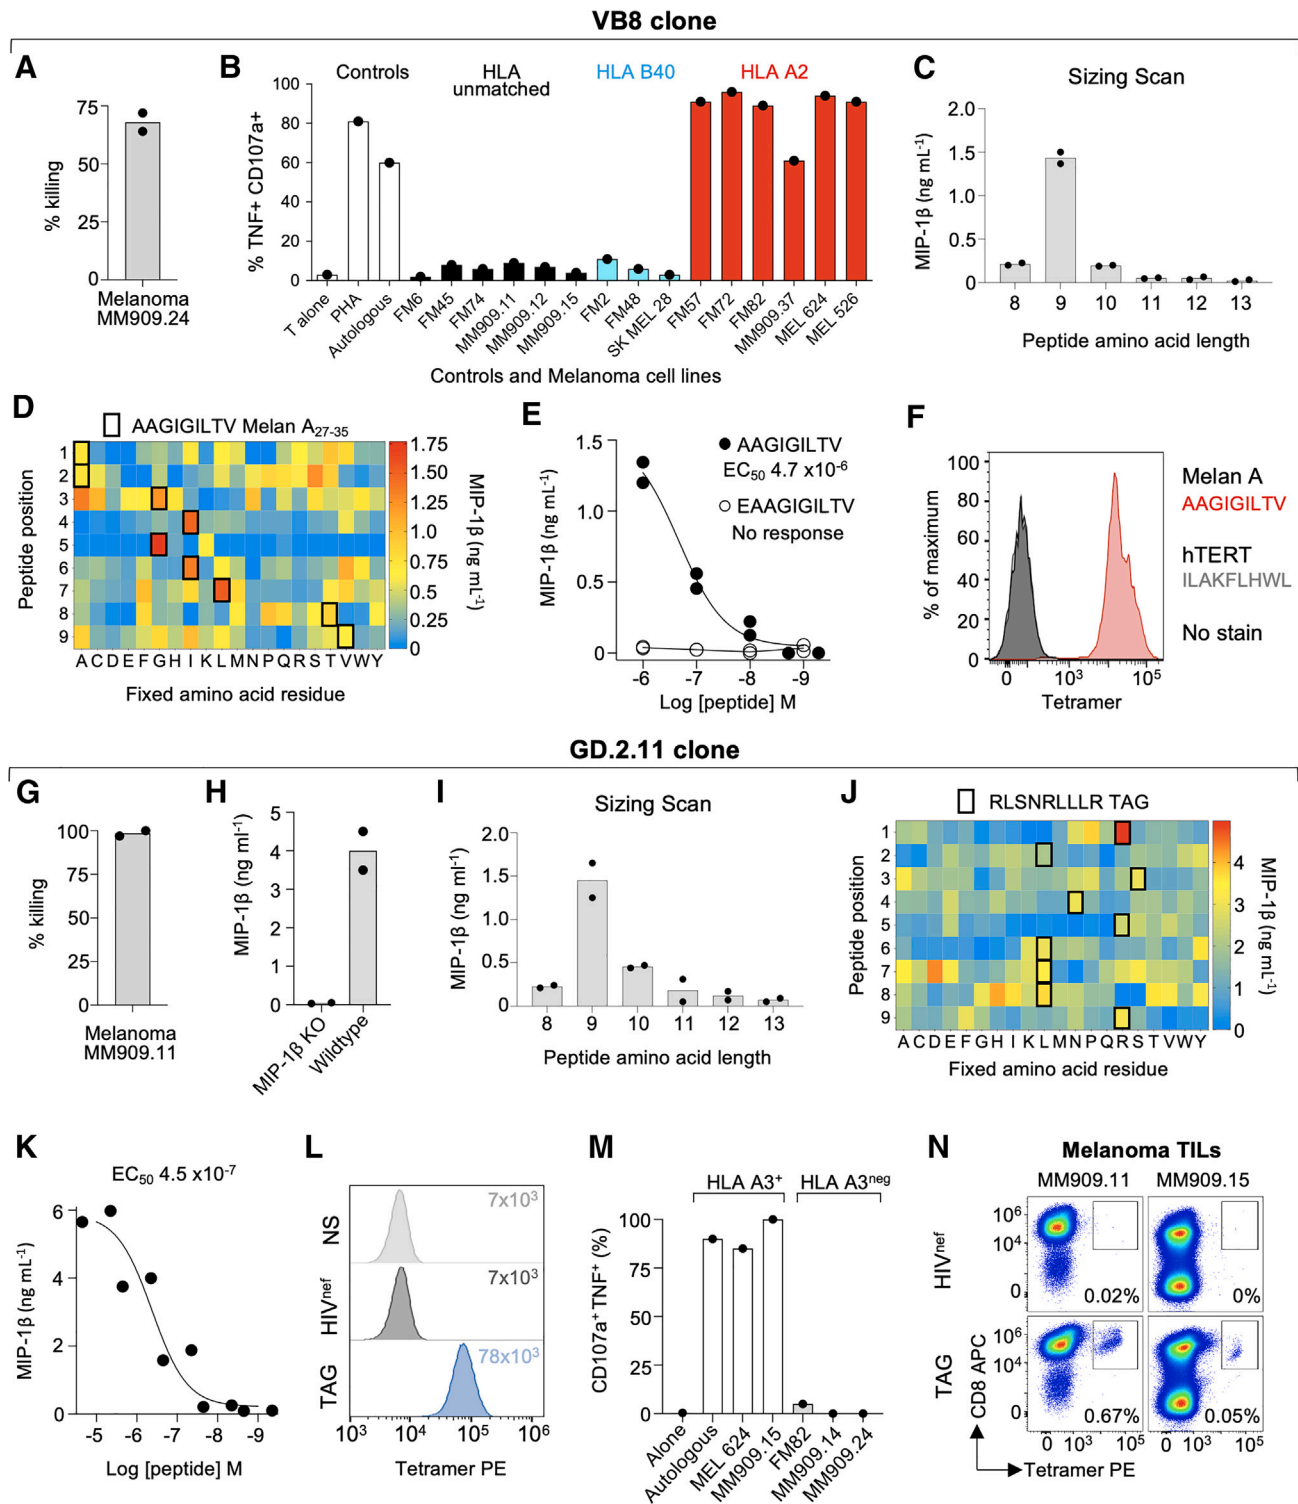 VB8 clone
A
75
50
25
0
% killing
Melanoma
MM909.24
B
Controls
HLA
unmatched
HLA B40
HLA A2
100
80
60
40
20
0
% TNF+ CD107a+
T alone
PHA
Autologous
FM6
FM45
FM74
MM909.11
MM909.12
MM909.15
FM2
FM48
SK MEL 28
FM57
FM72
FM82
MM909.37
MEL 624
MEL 526
Controls and Melanoma cell lines
C
Sizing Scan
2.0
1.5
1.0
0.5
0
MIP-1β (ng mL⁻¹)
8 9 10 11 12 13
Peptide amino acid length
D
AAGIGILTV Melan A₂₇₋₃₅
1
2
3
4
5
6
7
8
9
Peptide position
A C D E F G H I K L M N P Q R S T V W Y
Fixed amino acid residue
1.75
1.50
1.25
1.0
0.75
0.50
0.25
0
MIP-1β (ng mL⁻¹)
E
1.5
1.0
0.5
0
MIP-1β (ng mL⁻¹)
AAGIGILTV
EC₅₀ 4.7 x10⁻⁶
EAAGIGILTV
No response
-6 -7 -8 -9
Log [peptide] M
F
100
80
60
40
20
0
% of maximum
0 10³ 10⁵
Tetramer
Melan A
AAGIGILTV
hTERT
ILAKFLHWL
No stain
GD.2.11 clone
G
100
75
50
25
0
% killing
Melanoma
MM909.11
H
5
4
3
2
1
0
MIP-1β (ng ml⁻¹)
MIP-1β KO
Wildtype
I
Sizing Scan
2.0
1.5
1.0
0.5
0
MIP-1β (ng ml⁻¹)
8 9 10 11 12 13
Peptide amino acid length
J
RLSNRLLLR TAG
1
2
3
4
5
6
7
8
9
Peptide position
A C D E F G H I K L M N P Q R S T V W Y
Fixed amino acid residue
4
3
2
1
0
MIP-1β (ng mL⁻¹)
K
EC₅₀ 4.5 x10⁻⁷
6
4
2
0
MIP-1β (ng mL⁻¹)
-5 -6 -7 -8 -9
Log [peptide] M
L
NS
7x10³
HIVⁿᵉᶠ
7x10³
TAG
78x10³
10³ 10⁴ 10⁵ 10⁶
Tetramer PE
M
HLA A3⁺
HLA A3ⁿᵉᵍ
100
75
50
25
0
CD107a⁺TNF⁺ (%)
Alone
Autologous
MEL 624
MM909.15
FM82
MM909.14
MM909.24
N
Melanoma TILs
MM909.11 MM909.15
HIVⁿᵉᶠ
10⁶
10⁴
0
0.02%
0%
TAG
CD8 APC
10⁶
10⁴
0
0.67%
0.05%
0 10³ 10⁵ 0 10³ 10⁵
Tetramer PE